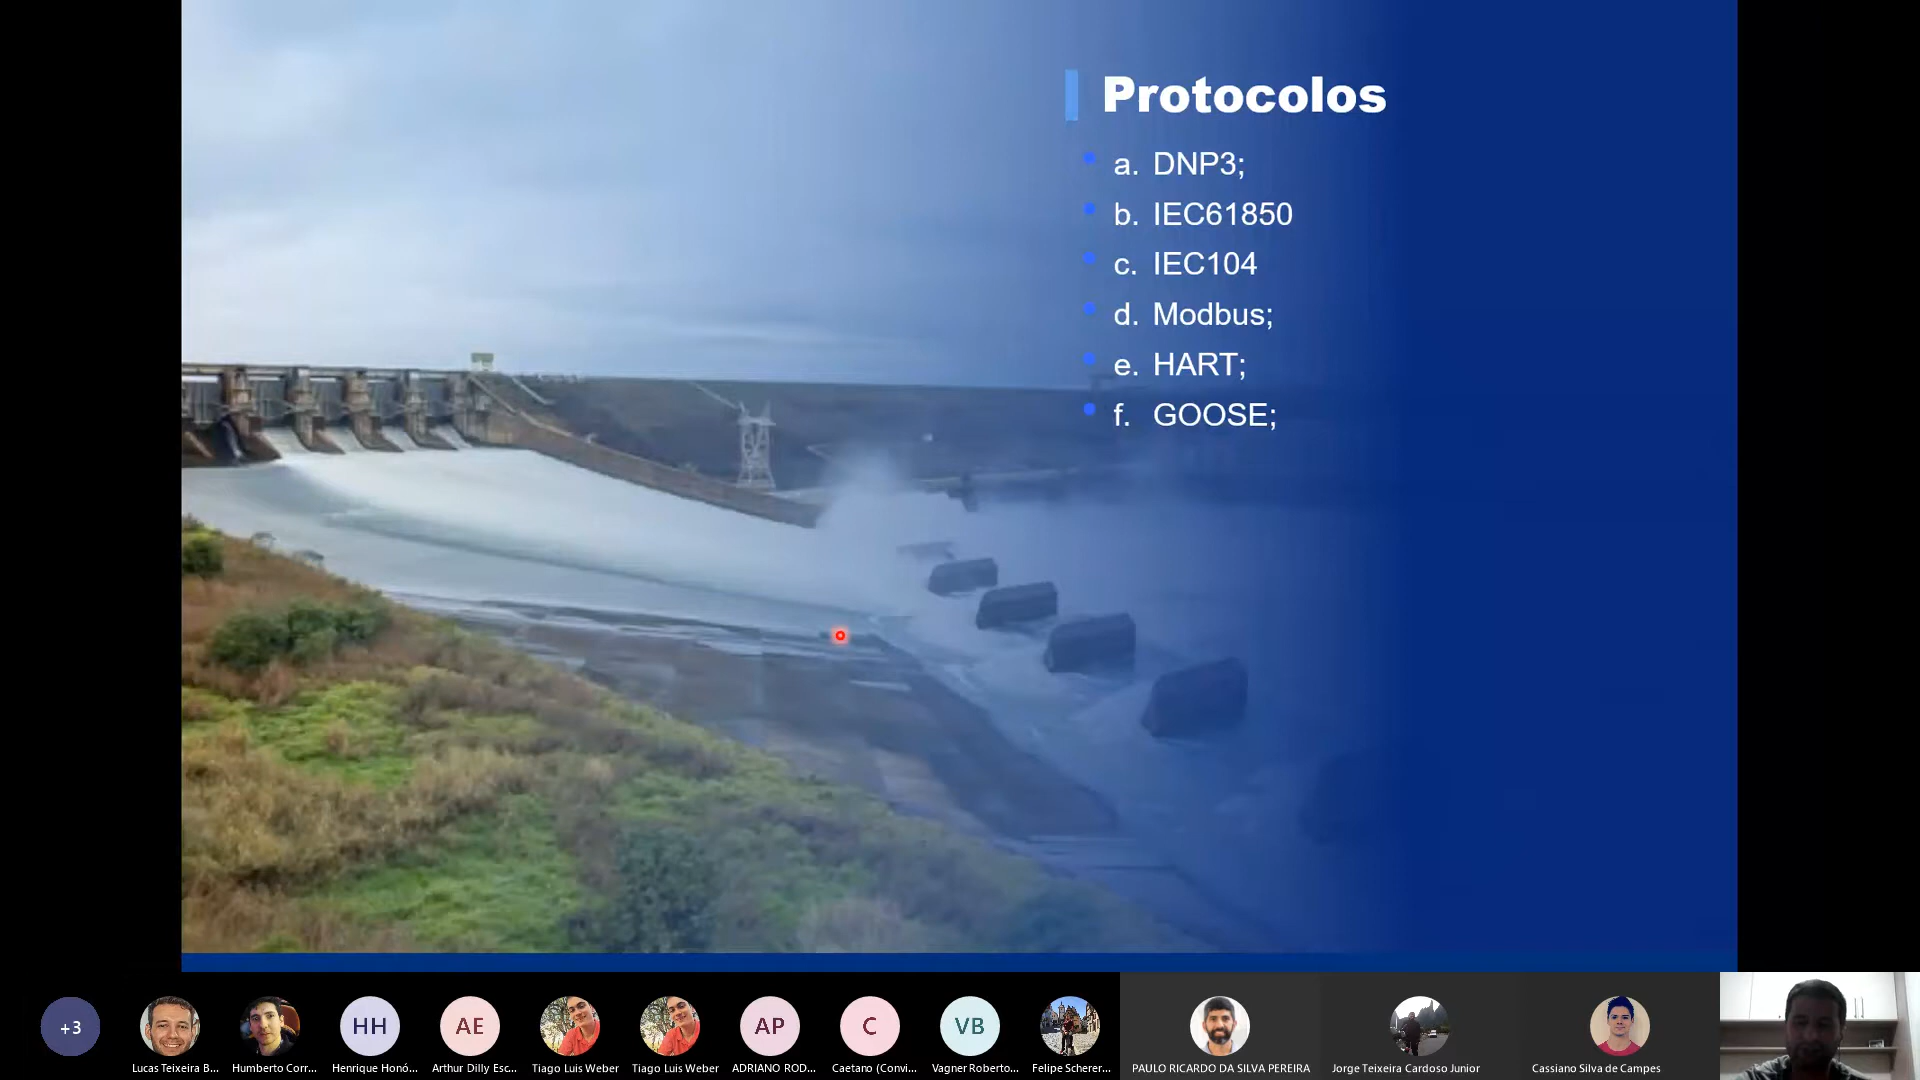 Protocolos
a. DNP3;
b. IEC61850
c. IEC104
d. Modbus;
e. HART;
f. GOOSE;
+3
HH
AE
AP
C
VB
Lucas Teixeira B...
Humberto Corr...
Henrique Honó...
Arthur Dilly Esc...
Tiago Luis Weber
Tiago Luis Weber
ADRIANO ROD...
Caetano (Convi...
Vagner Roberto...
Felipe Scherer...
PAULO RICARDO DA SILVA PEREIRA
Jorge Teixeira Cardoso Junior
Cassiano Silva de Campes